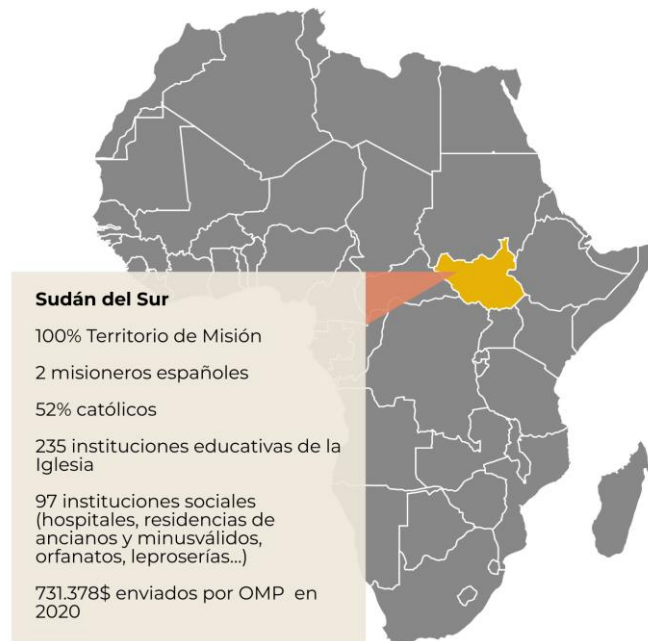 Sudán del Sur
100% Territorio de Misión
2 misioneros españoles
52% católicos
235 instituciones educativas de la
Iglesia
97 instituciones sociales
(hospitales, residencias de
ancianos y minusválidos,
orfanatos, leproserías...)
731.378$ enviados por OMP en
2020